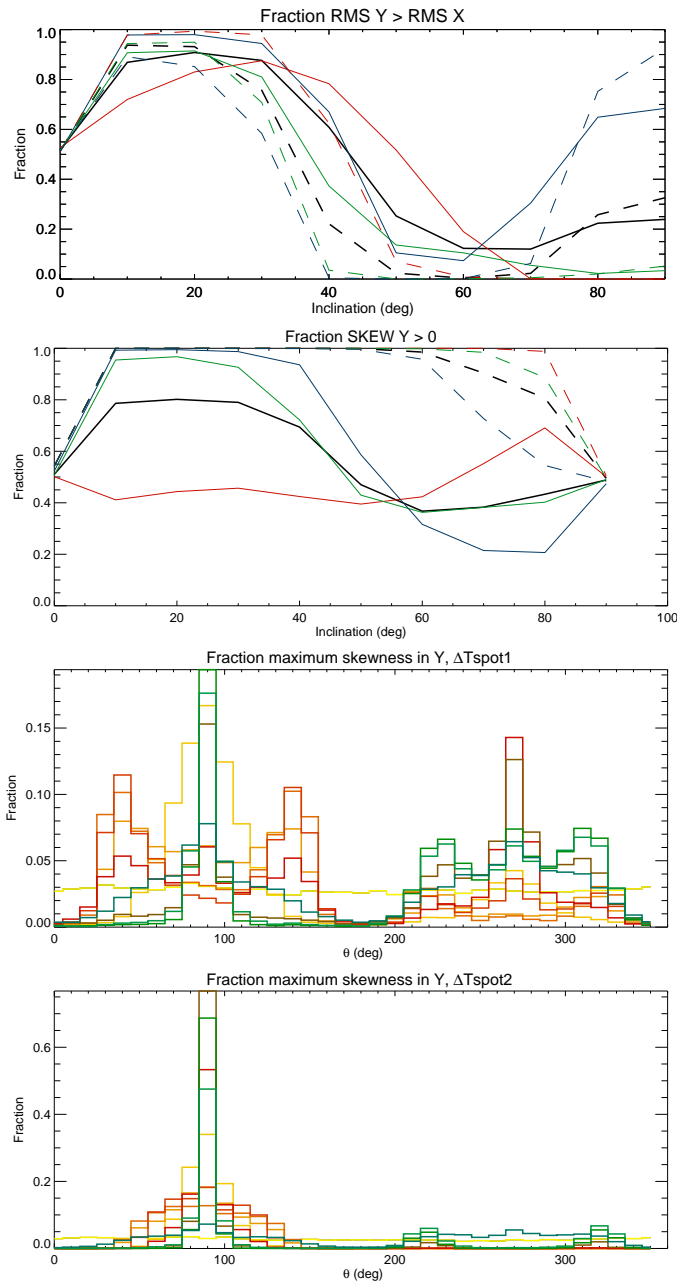 Fraction RMS Y > RMS X
1.0
0.8
0.6
0.4
0.2
0.0
Fraction
0 20 40 60 80
Inclination (deg)
Fraction SKEW Y > 0
1.0
0.8
0.6
0.4
0.2
0.0
Fraction
0 20 40 60 80 100
Inclination (deg)
Fraction maximum skewness in Y, ΔTspot1
0.15
0.10
0.05
0.00
Fraction
0 100 200 300
θ (deg)
Fraction maximum skewness in Y, ΔTspot2
0.6
0.4
0.2
0.0
Fraction
0 100 200 300
θ (deg)